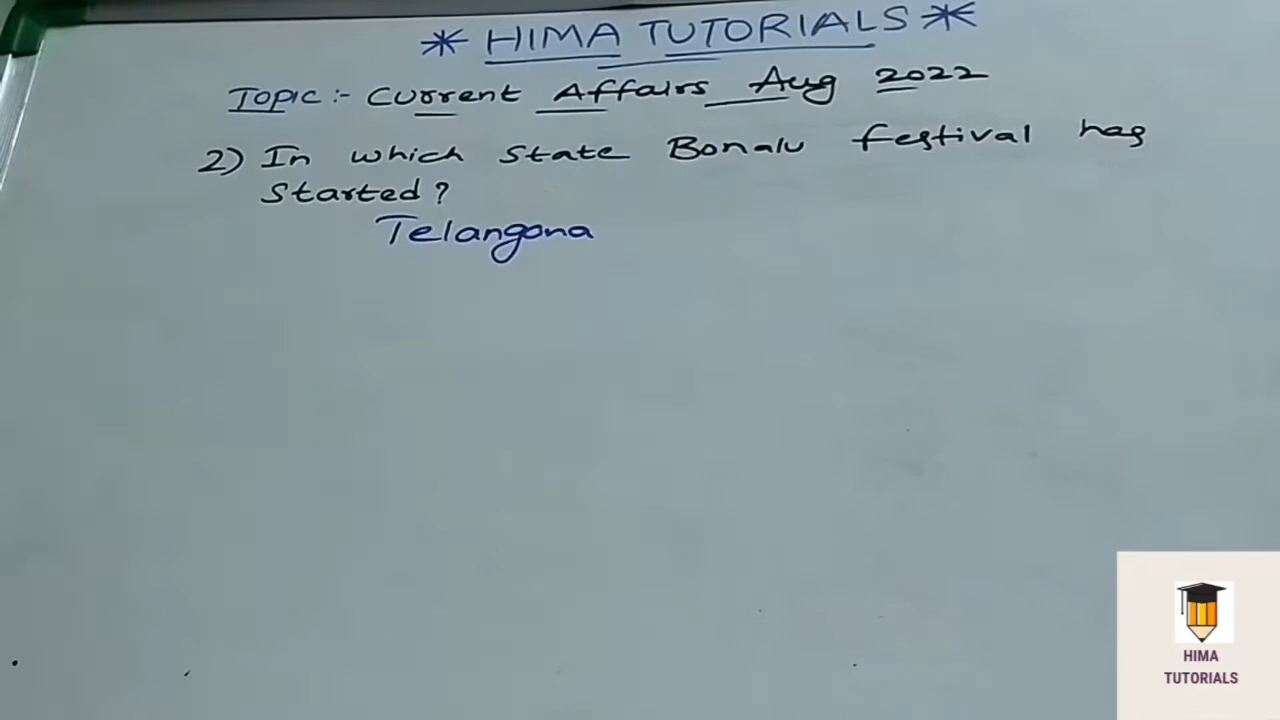 * HIMA TUTORIALS *
Topic:- Current Affairs Aug 2022
2) In which state Bonalu festival has
started?
Telangana
HIMA
TUTORIALS